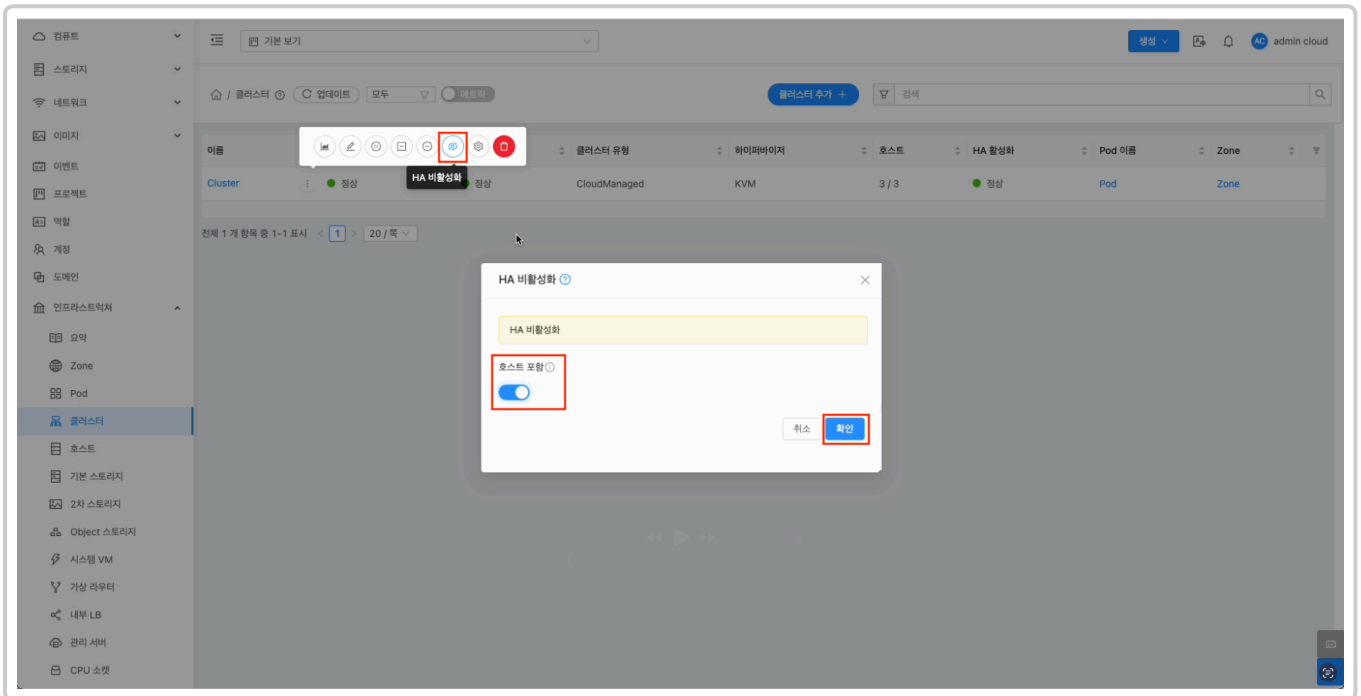 컴퓨트
기본 보기
생성
AC admin cloud
스토리지
네트워크
/ 클러스터 업데이트 모두 메트릭
클러스터 추가 +
검색
이미지
이벤트
프로젝트
역할
계정
도메인
인프라스트럭쳐
요약
Zone
Pod
클러스터
호스트
기본 스토리지
2차 스토리지
Object 스토리지
시스템 VM
가상 라우터
내부 LB
관리 서버
CPU 소켓
이름 클러스터 유형 하이퍼바이저 호스트 HA 활성화 Pod 이름 Zone
HA 비활성화
Cluster 정상 정상 CloudManaged KVM 3 / 3 정상 Pod Zone
전체 1 개 항목 중 1-1 표시 < 1 > 20 / 쪽
HA 비활성화
HA 비활성화
호스트 포함
취소 확인